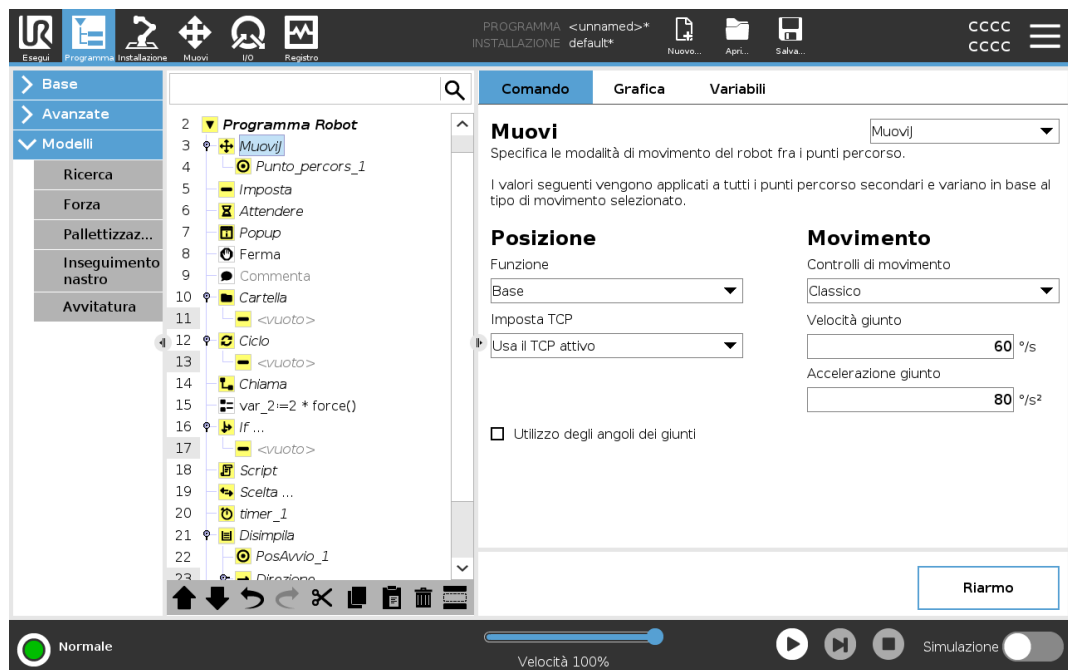 UR
PROGRAMMA <unnamed>*
INSTALLAZIONE default*
Esegui Programma Installazione Muovi I/O Registro
Nuovo... Apri... Salva...
CCCC
CCCC
Base
Avanzate
Modelli
Ricerca
Forza
Pallettizzaz...
Inseguimento
nastro
Avvitatura
2 Programma Robot
3 MuoviJ
4 Punto_percors_1
5 Imposta
6 Attendere
7 Popup
8 Ferma
9 Commenta
10 Cartella
11 <vuoto>
12 Ciclo
13 <vuoto>
14 Chiama
15 var_2:=2 * force()
16 If ...
17 <vuoto>
18 Script
19 Scelta ...
20 timer_1
21 Disimpila
22 PosAvvio_1
23 Direzione
Comando Grafica Variabili
Muovi
MuoviJ
Specifica le modalità di movimento del robot fra i punti percorso.
I valori seguenti vengono applicati a tutti i punti percorso secondari e variano in base al
tipo di movimento selezionato.
Posizione
Funzione
Base
Imposta TCP
Usa il TCP attivo
Movimento
Controlli di movimento
Classico
Velocità giunto
60 °/s
Accelerazione giunto
80 °/s²
Utilizzo degli angoli dei giunti
Riarmo
Normale
Velocità 100%
Simulazione